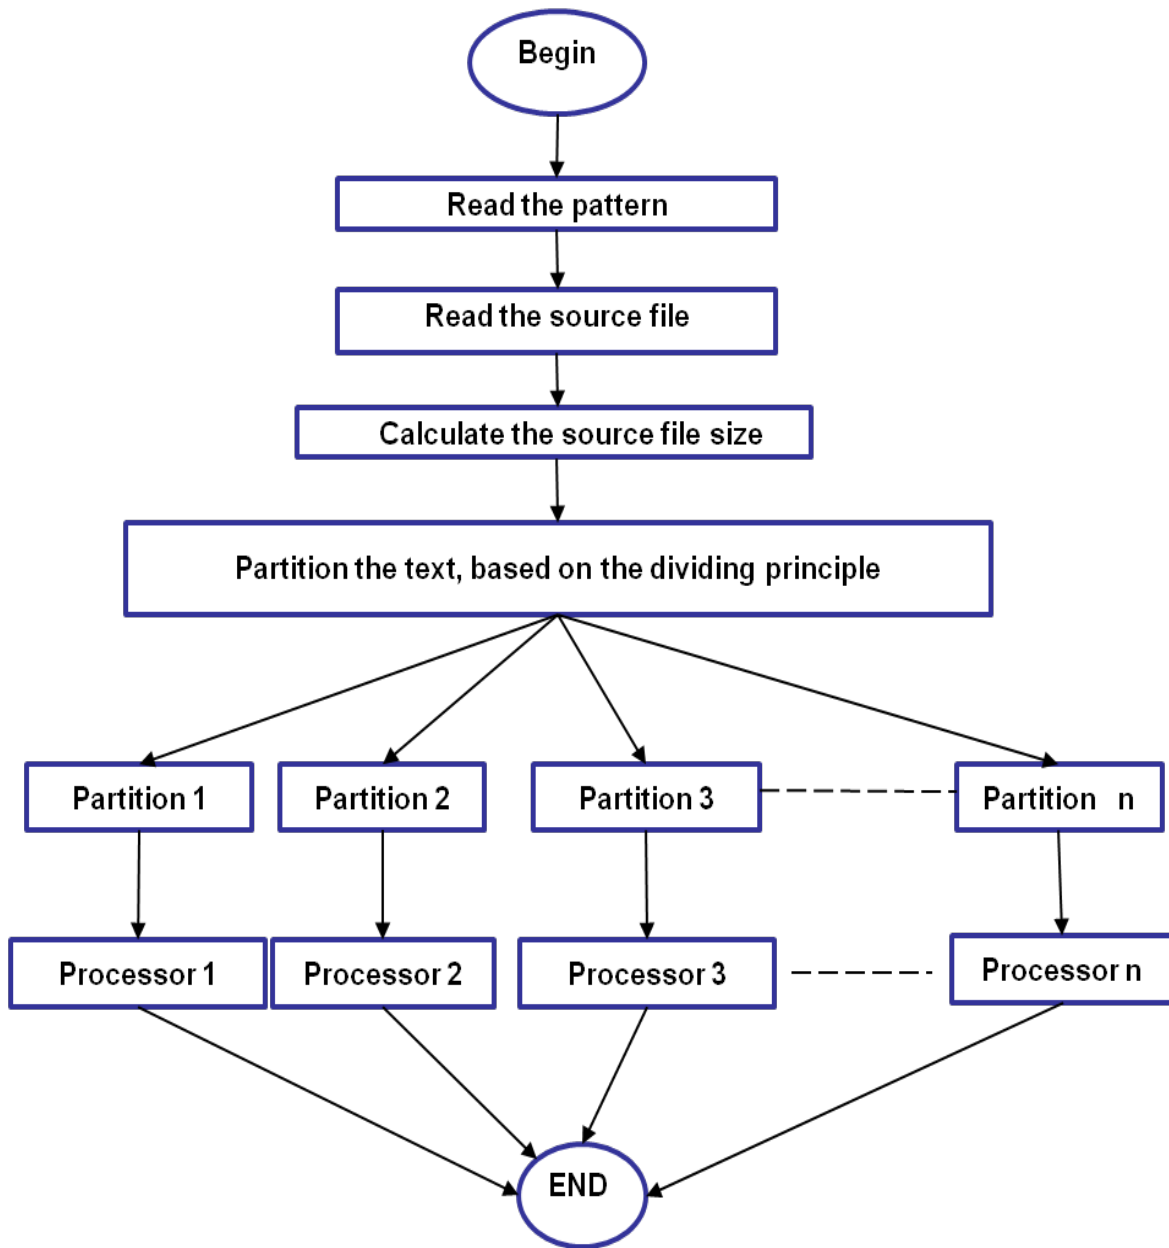 Begin
Read the pattern
Read the source file
Calculate the source file size
Partition the text, based on the dividing principle
Partition 1
Partition 2
Partition 3
Partition n
Processor 1
Processor 2
Processor 3
Processor n
END